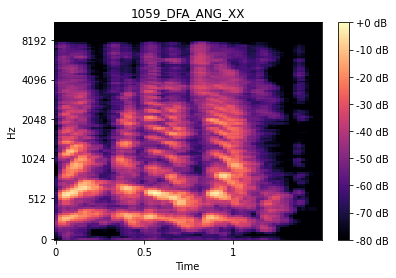 1059_DFA_ANG_XX
8192
4096
2048
1024
512
0
Hz
0
0.5
1
Time
+0 dB
-10 dB
-20 dB
-30 dB
-40 dB
-50 dB
-60 dB
-70 dB
-80 dB